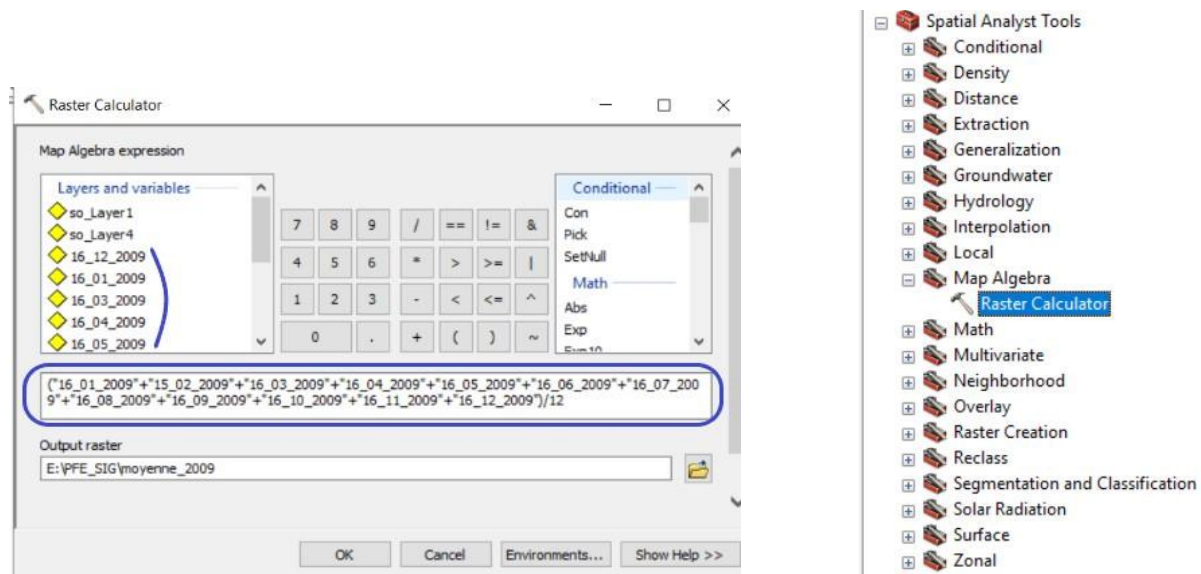 Raster Calculator
Map Algebra expression
Layers and variables
so_Layer1
so_Layer4
16_12_2009
16_01_2009
16_03_2009
16_04_2009
16_05_2009
7 8 9 / == != &
4 5 6 * > >= |
1 2 3 - < <= ^
0 . + ( ) ~
Conditional
Con
Pick
SetNull
Math
Abs
Exp
Exp10
("16_01_2009"+"15_02_2009"+"16_03_2009"+"16_04_2009"+"16_05_2009"+"16_06_2009"+"16_07_200
9"+"16_08_2009"+"16_09_2009"+"16_10_2009"+"16_11_2009"+"16_12_2009")/12
Output raster
E:\PFE_SIG\moyenne_2009
OK Cancel Environments... Show Help >>
Spatial Analyst Tools
Conditional
Density
Distance
Extraction
Generalization
Groundwater
Hydrology
Interpolation
Local
Map Algebra
Raster Calculator
Math
Multivariate
Neighborhood
Overlay
Raster Creation
Reclass
Segmentation and Classification
Solar Radiation
Surface
Zonal